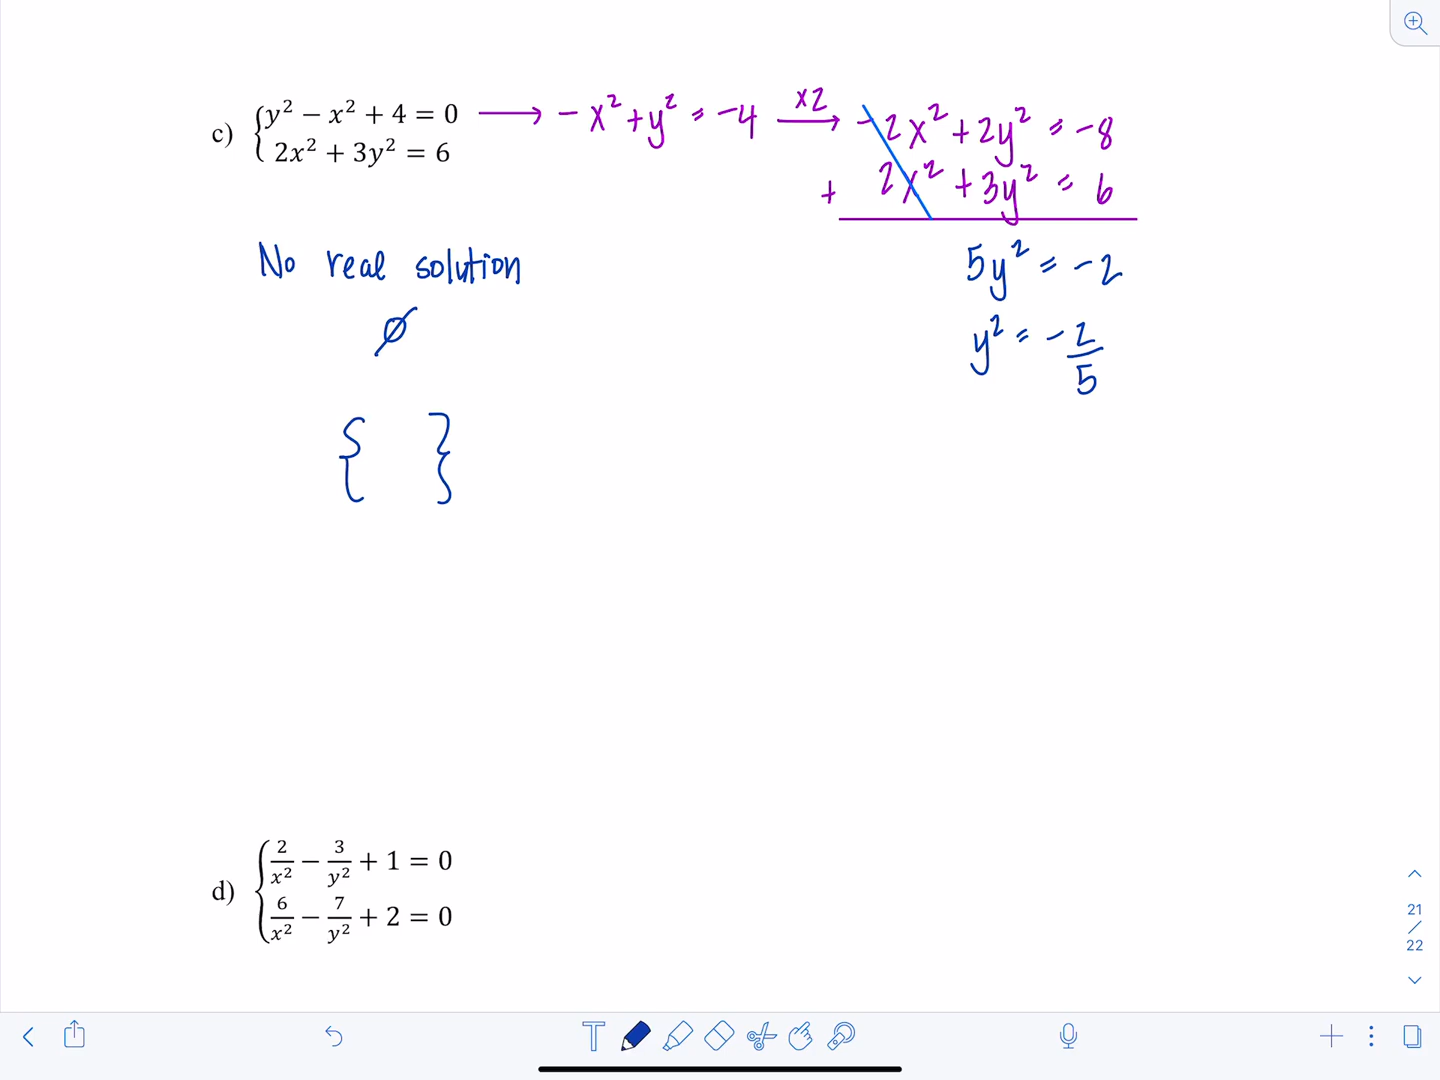 c) { y² − x² + 4 = 0 ⟶ −x² + y² = −4 ×2 ⟶ −2x² + 2y² = −8
2x² + 3y² = 6 + 2x² + 3y² = 6
No real solution 5y² = −2
∅ y² = −2/5
{ }
d) { 2/x² − 3/y² + 1 = 0
6/x² − 7/y² + 2 = 0
21
/
22
T